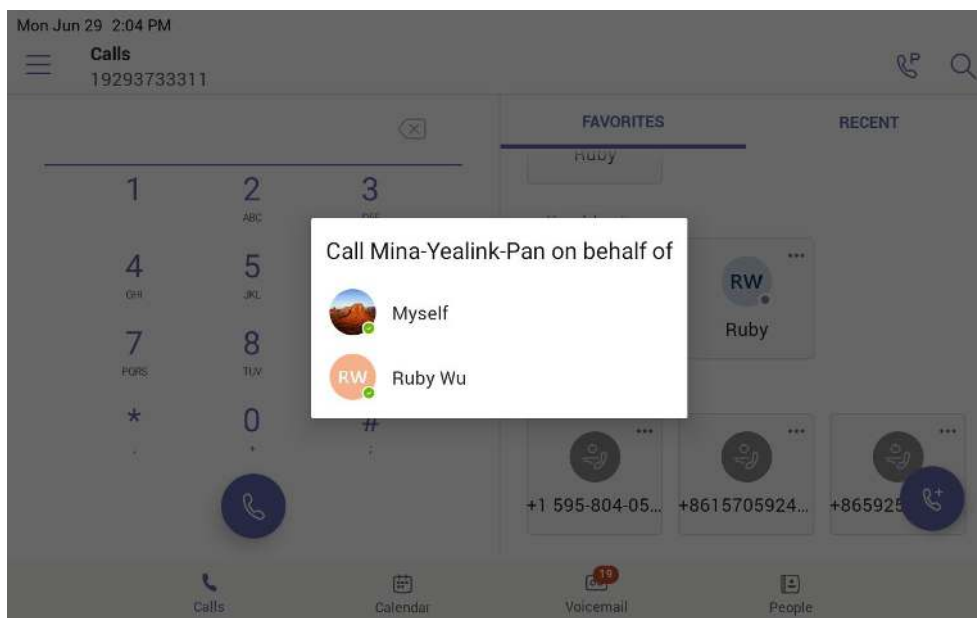 Mon Jun 29 2:04 PM
Calls
19293733311
FAVORITES
RECENT
Ruby
1
2
3
ABC
4
5
GHI
JKL
7
8
PQRS
TUV
*
0
#
+
Call Mina-Yealink-Pan on behalf of
Myself
RW
Ruby Wu
RW
Ruby
+1 595-804-05...
+8615705924...
+865925
19
Calls
Calendar
Voicemail
People